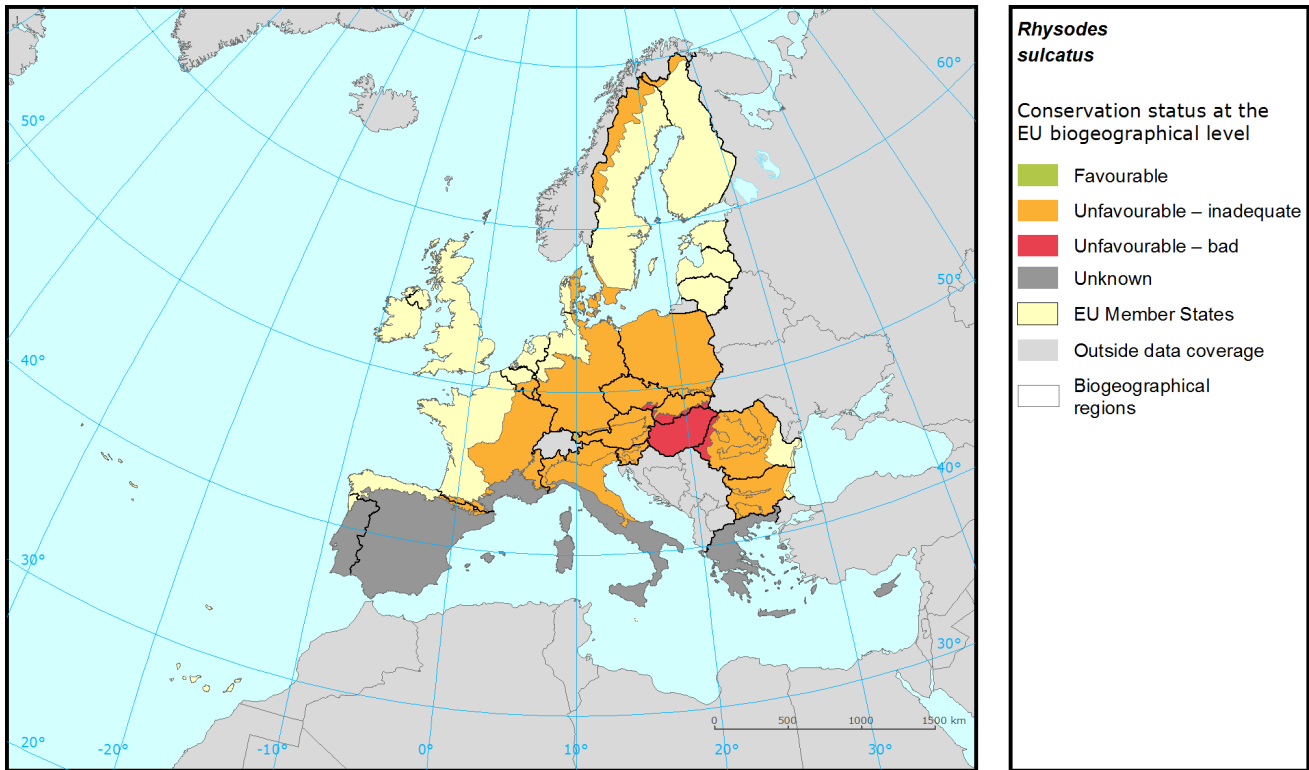 Rhysodes
sulcatus
Conservation status at the
EU biogeographical level
Favourable
Unfavourable – inadequate
Unfavourable – bad
Unknown
EU Member States
Outside data coverage
Biogeographical
regions
60°
50°
50°
40°
40°
30°
30°
0 500 1000 1500 km
20° -20° -10° 0° 10° 20° 30°